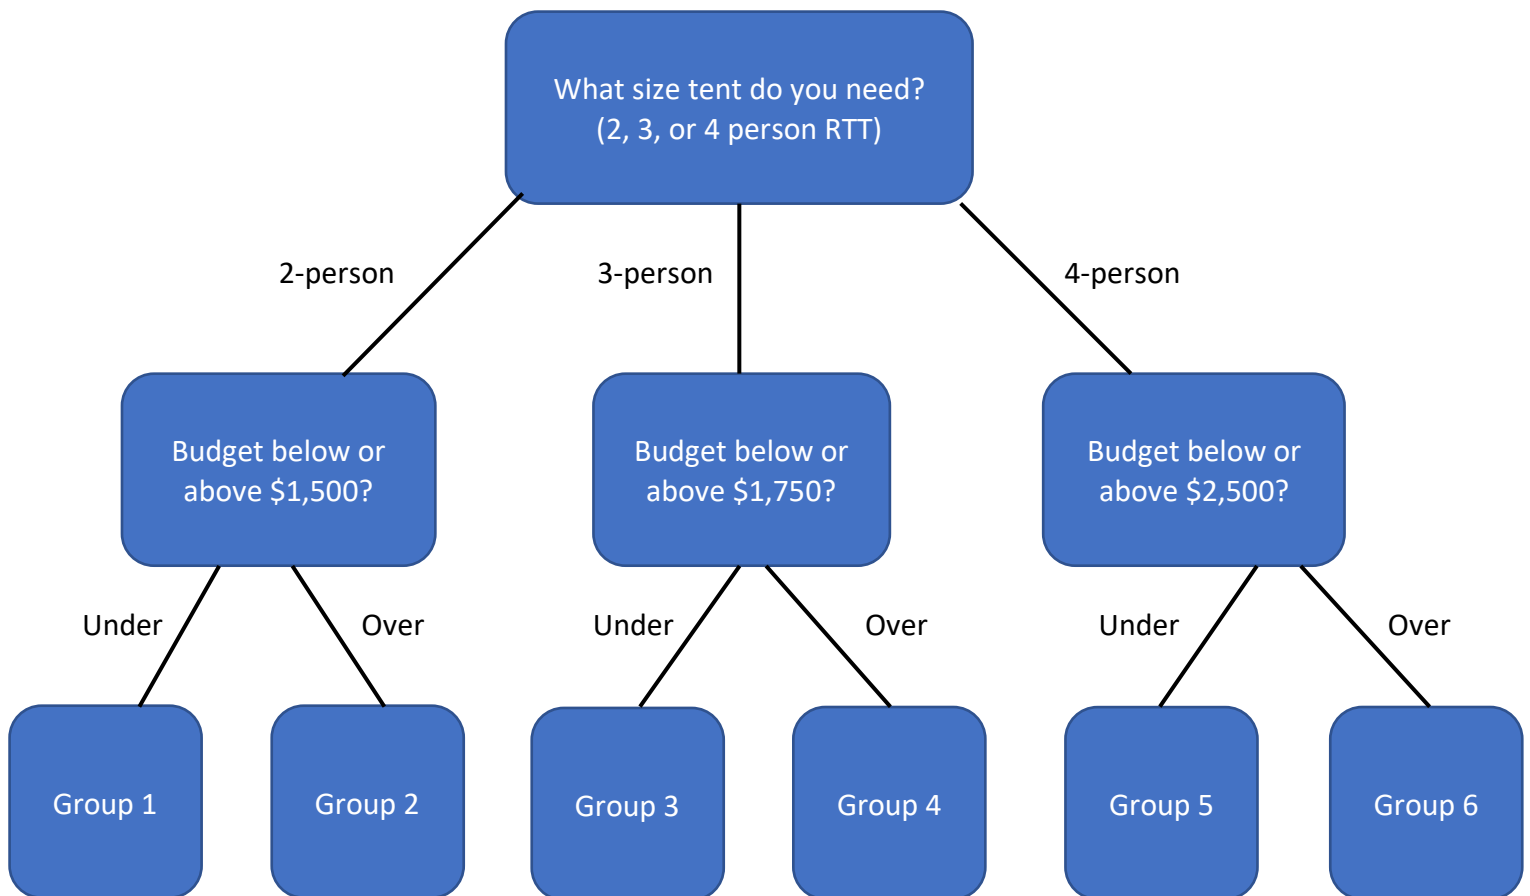 What size tent do you need?
(2, 3, or 4 person RTT)
2-person
3-person
4-person
Budget below or
above $1,500?
Budget below or
above $1,750?
Budget below or
above $2,500?
Under
Over
Under
Over
Under
Over
Group 1
Group 2
Group 3
Group 4
Group 5
Group 6